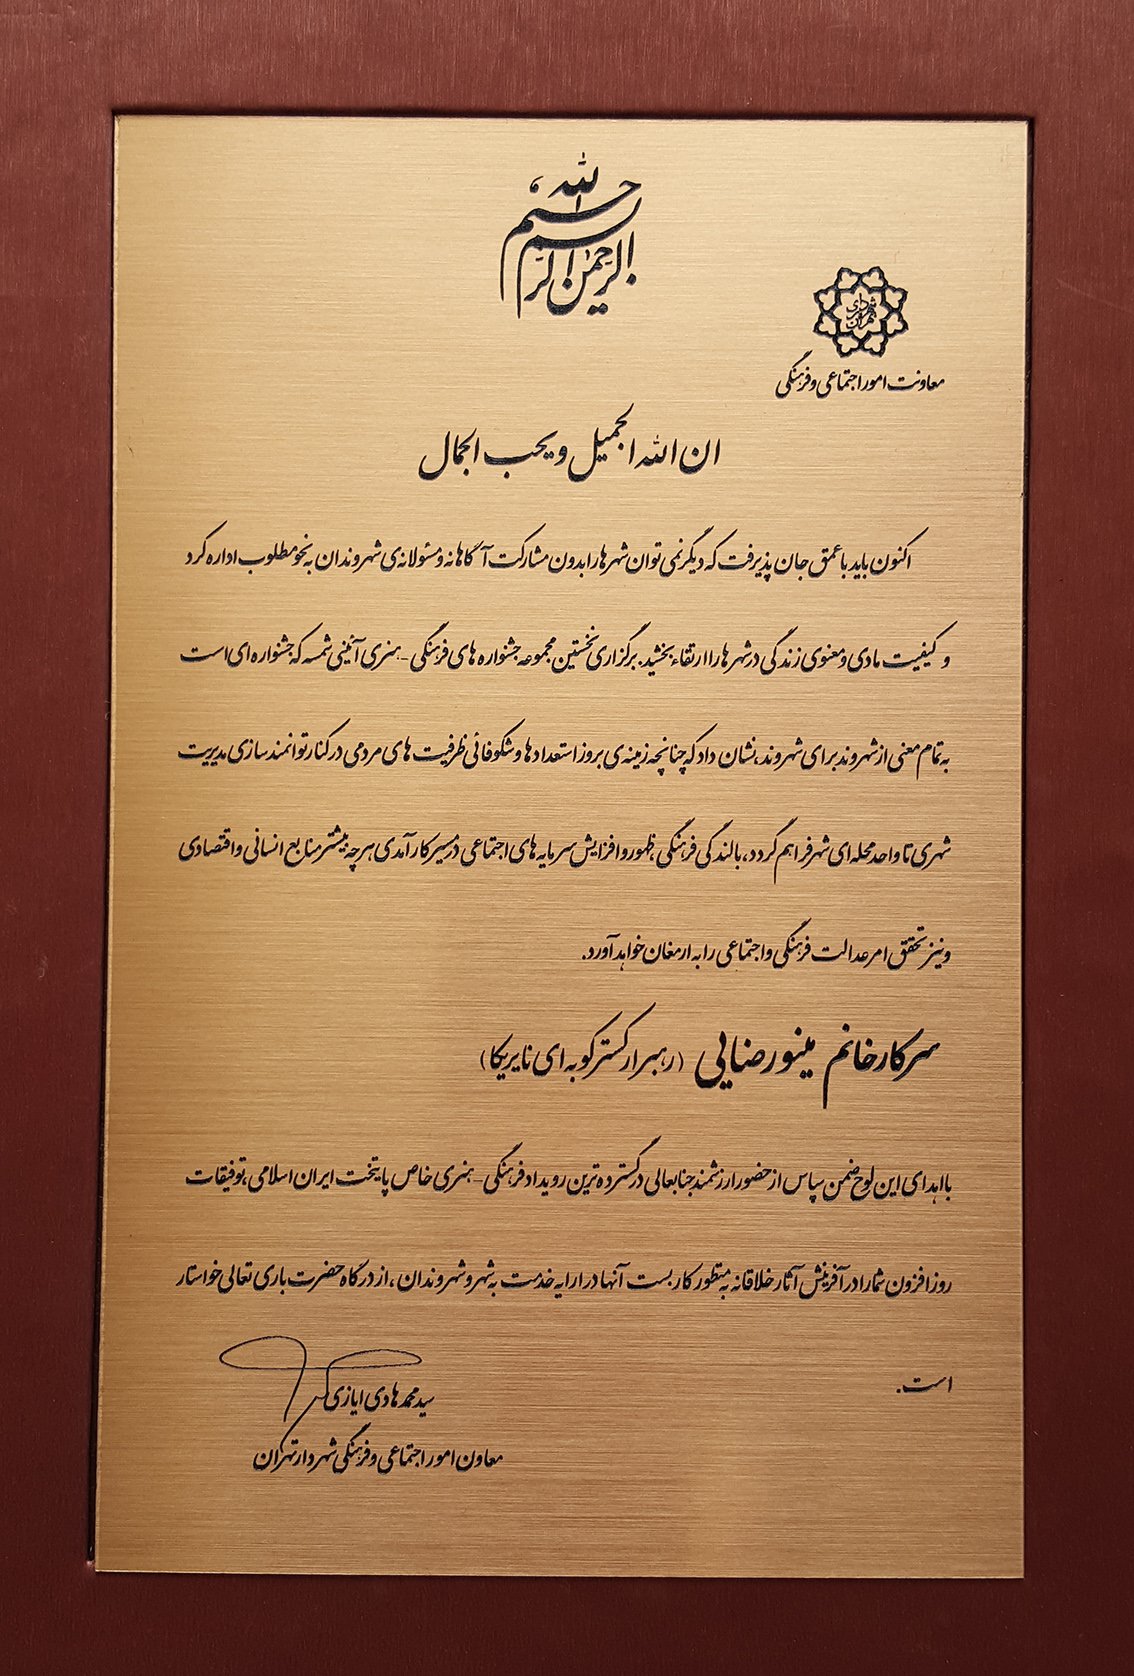 بسم الله الرحمن الرحیم
شهرداری تهران
معاونت امور اجتماعی و فرهنگی
ان الله الجمیل و یحب الجمال
اکنون باید با عمق جان پذیرفت که دیگر نمی توان شهرها را بدون مشارکت آگاهانه و مسئولانه ی شهروندان به نحو مطلوب اداره کرد
و کیفیت مادی و معنوی زندگی در شهرها را ارتقاء بخشید. برگزاری نخستین مجموعه جشنواره های فرهنگی - هنری آئینی شمسه که جشنواره ای است
به تمام معنی از شهروند برای شهروند، نشان داد که چنانچه زمینه ی بروز استعدادها و شکوفائی ظرفیت های مردمی در کنار توانمندسازی مدیریت
شهری تا واحد محله ای شهر فراهم گردد، بالندگی فرهنگی، ظهور و افزایش سرمایه های اجتماعی در مسیر کارآمدی هرچه بیشتر منابع انسانی و اقتصادی
و نیز تحقق امر عدالت فرهنگی و اجتماعی را به ارمغان خواهد آورد.
سرکار خانم مینو رضایی (رهبر ارکستر کوبه ای نایریکا)
با اهدای این لوح ضمن سپاس از حضور ارزشمند جنابعالی در گسترده ترین رویداد فرهنگی - هنری خاص پایتخت ایران اسلامی، توفیقات
روزافزون شما را در آفرینش آثار خلاقانه به منظور کاربست آنها در ارایه خدمت به شهر و شهروندان، از درگاه حضرت باری تعالی خواستار
است.
سید محمد هادی ایازی
معاون امور اجتماعی و فرهنگی شهردار تهران